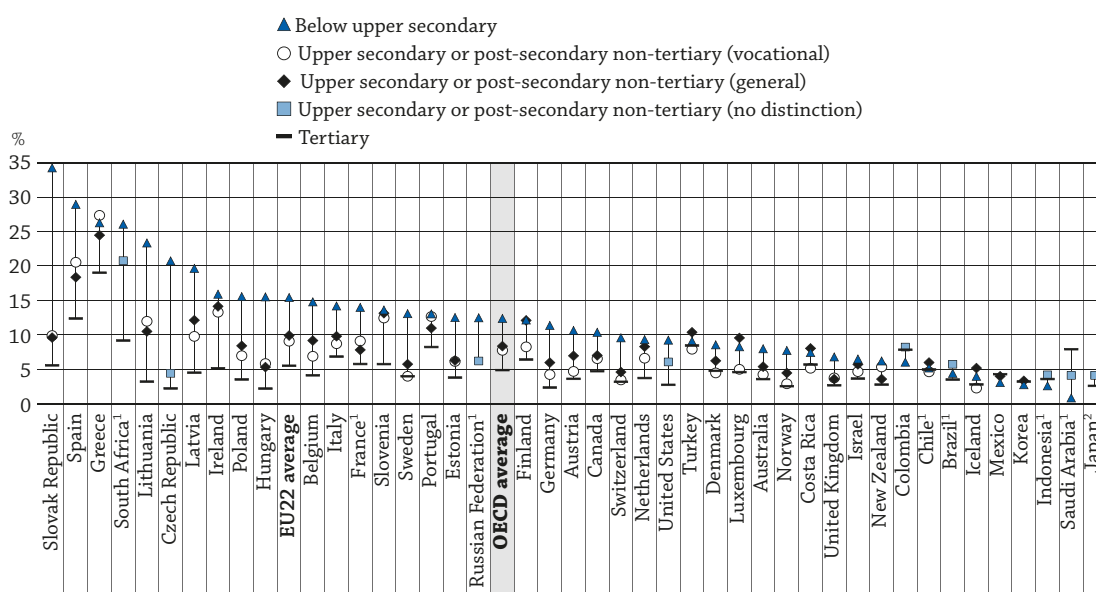 Below upper secondary
Upper secondary or post-secondary non-tertiary (vocational)
Upper secondary or post-secondary non-tertiary (general)
Upper secondary or post-secondary non-tertiary (no distinction)
Tertiary
%
35
30
25
20
15
10
5
0
Slovak Republic
Spain
Greece
South Africa¹
Lithuania
Czech Republic
Latvia
Ireland
Poland
Hungary
EU22 average
Belgium
Italy
France¹
Slovenia
Sweden
Portugal
Estonia
Russian Federation¹
OECD average
Finland
Germany
Austria
Canada
Switzerland
Netherlands
United States
Turkey
Denmark
Luxembourg
Australia
Norway
Costa Rica
United Kingdom
Israel
New Zealand
Colombia
Chile¹
Brazil¹
Iceland
Mexico
Korea
Indonesia¹
Saudi Arabia¹
Japan²